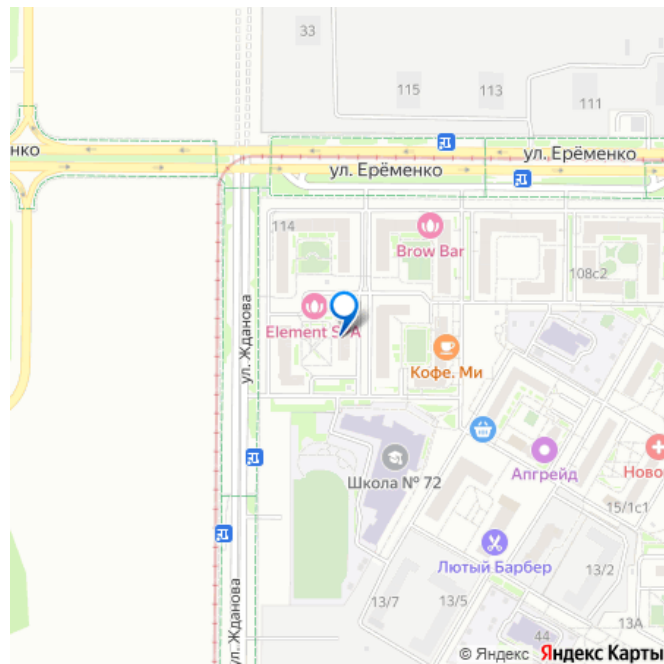 33
115
113
111
нко
ул. Ерёменко
ул. Ерёменко
114
Brow Bar
108с2
ул. Жданова
Element SPA
Кофе. Ми
Школа № 72
Апгрейд
Ново
15/1с1
Лютый Барбер
13/2
13/7
13/5
13А
44
ул. Жданова
© Яндекс Яндекс Карты